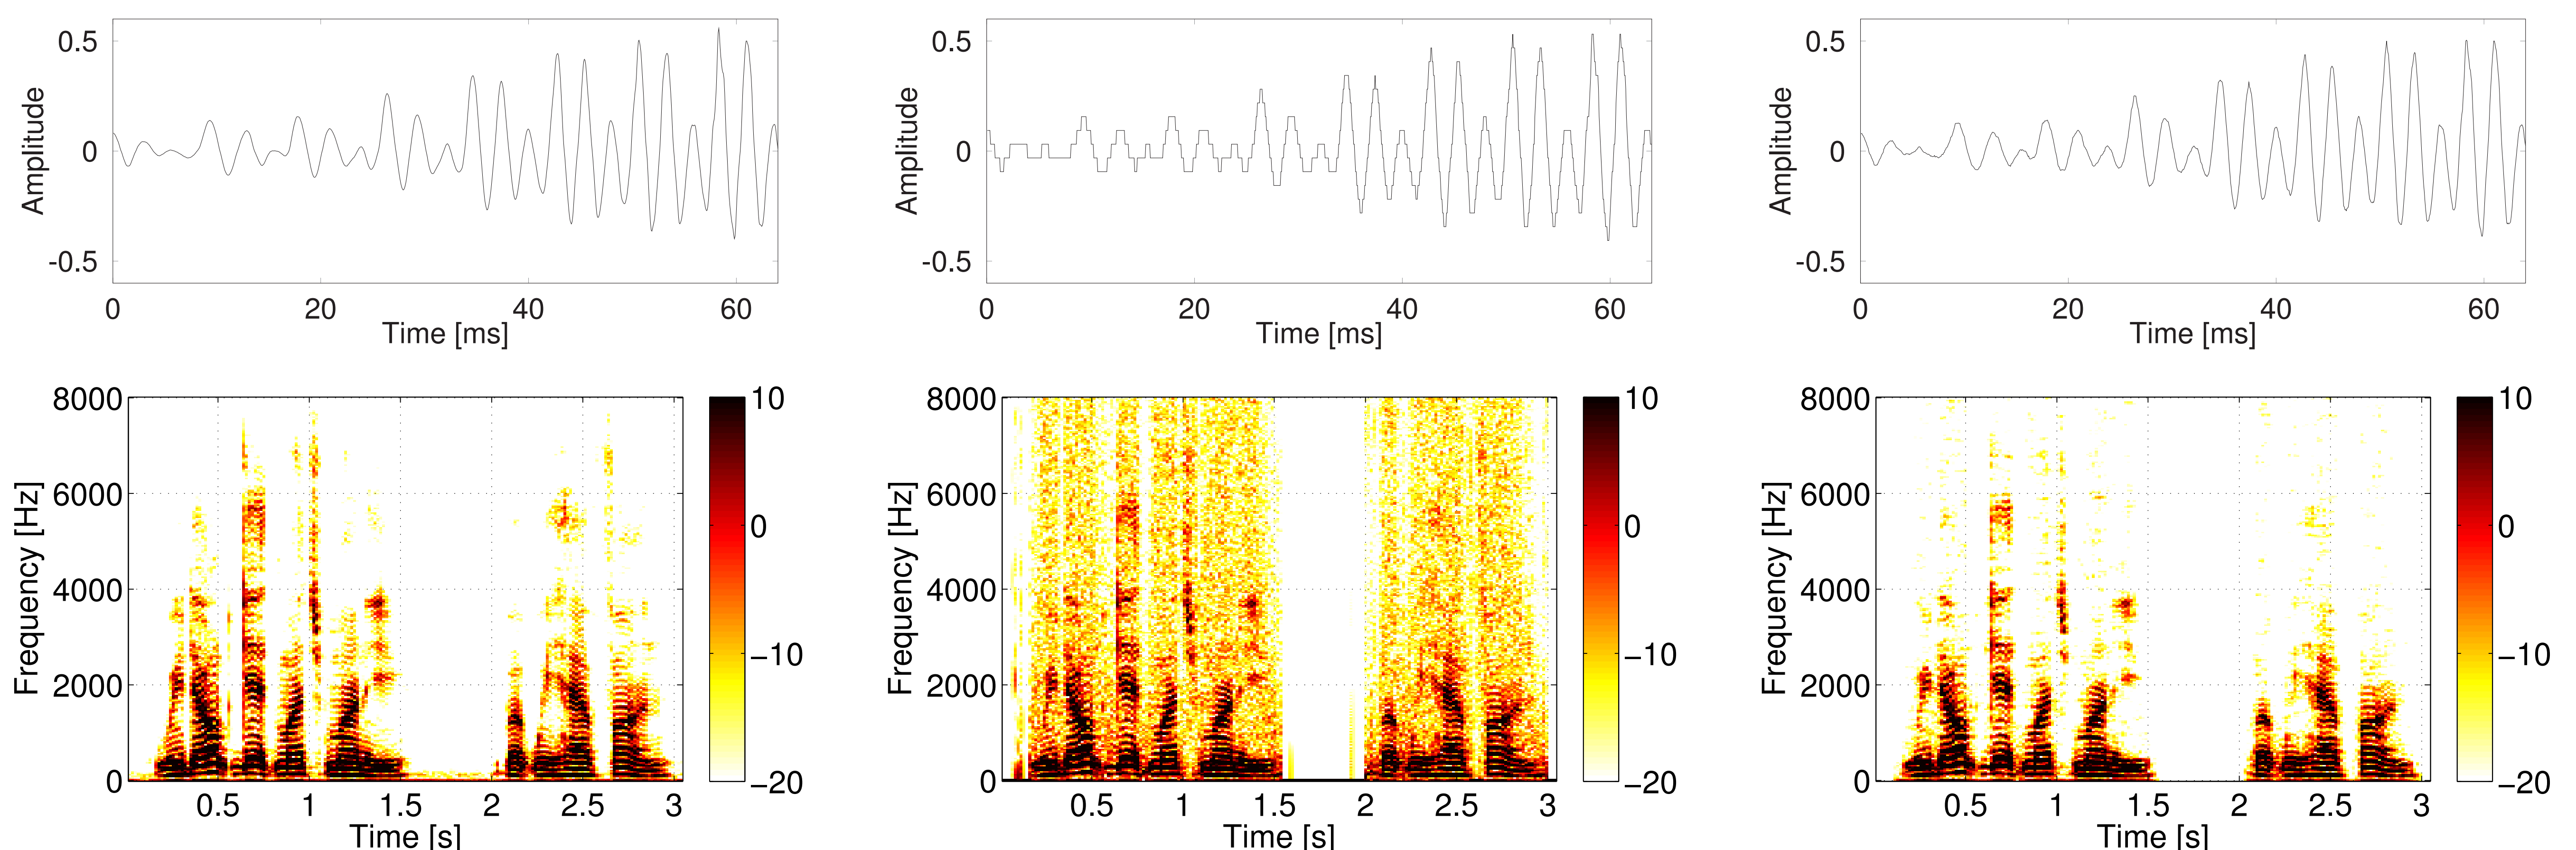 0.5 0.5 0.5
Amplitude Amplitude Amplitude
0 0 0
-0.5 -0.5 -0.5
0 20 40 60 0 20 40 60 0 20 40 60
Time [ms] Time [ms] Time [ms]
8000 10 8000 10 8000 10
6000 6000 6000
0 0 0
Frequency [Hz] Frequency [Hz] Frequency [Hz]
4000 4000 4000
−10 −10 −10
2000 2000 2000
0 −20 0 −20 0 −20
0.5 1 1.5 2 2.5 3 0.5 1 1.5 2 2.5 3 0.5 1 1.5 2 2.5 3
Time [s] Time [s] Time [s]